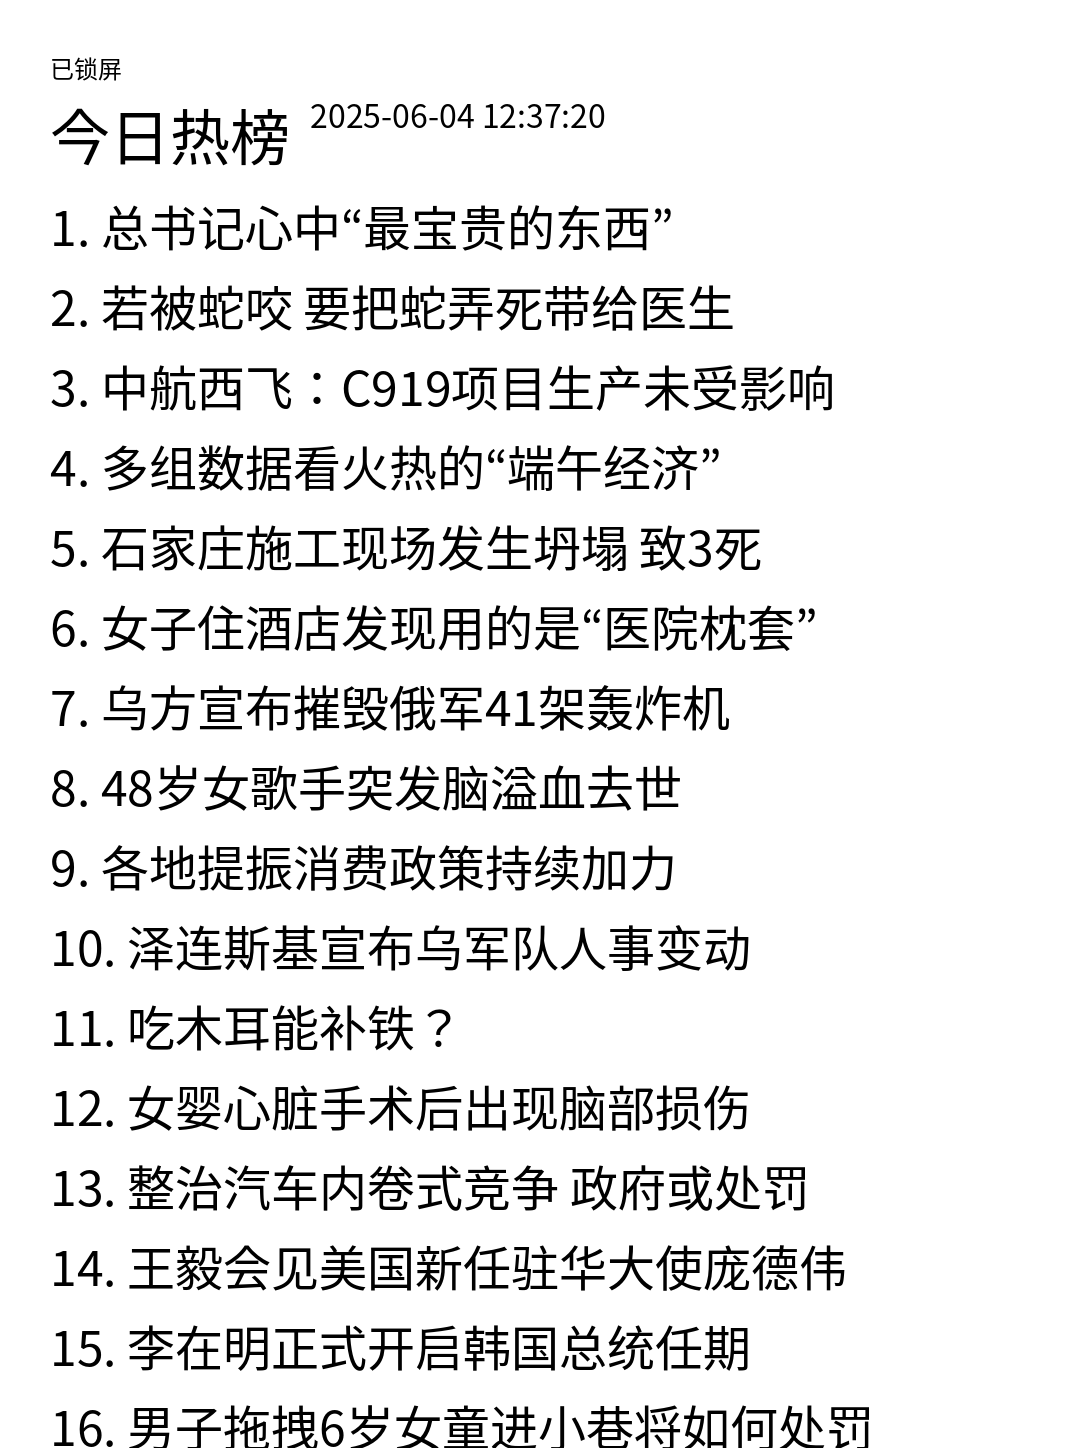 已锁屏
今日热榜 2025-06-04 12:37:20
1. 总书记心中“最宝贵的东西”
2. 若被蛇咬 要把蛇弄死带给医生
3. 中航西飞：C919项目生产未受影响
4. 多组数据看火热的“端午经济”
5. 石家庄施工现场发生坍塌 致3死
6. 女子住酒店发现用的是“医院枕套”
7. 乌方宣布摧毁俄军41架轰炸机
8. 48岁女歌手突发脑溢血去世
9. 各地提振消费政策持续加力
10. 泽连斯基宣布乌军队人事变动
11. 吃木耳能补铁？
12. 女婴心脏手术后出现脑部损伤
13. 整治汽车内卷式竞争 政府或处罚
14. 王毅会见美国新任驻华大使庞德伟
15. 李在明正式开启韩国总统任期
16. 男子拖拽6岁女童进小巷将如何处罚